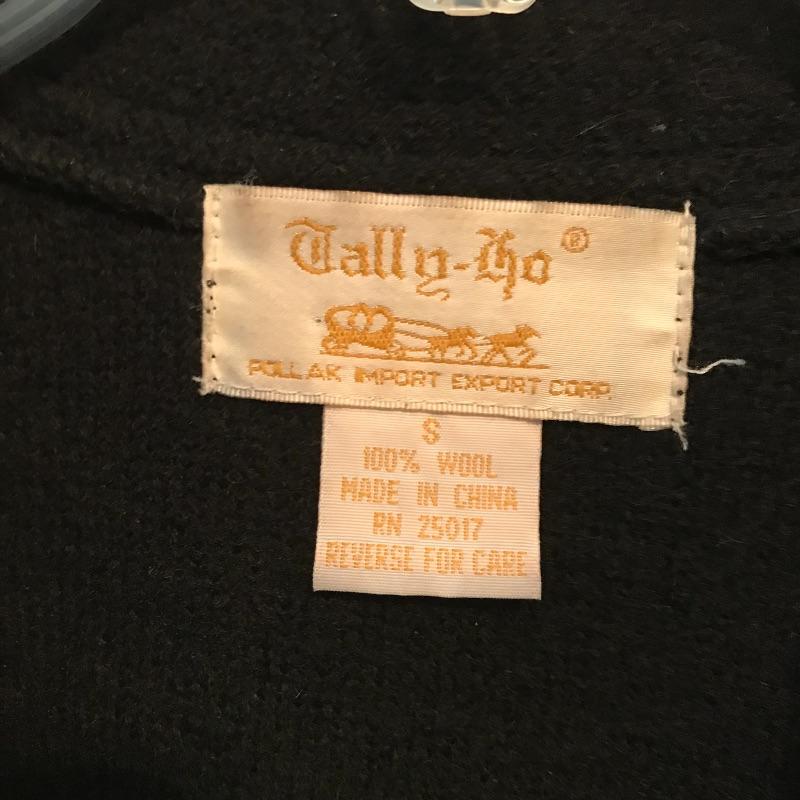 Tally-Ho®
POLLAK IMPORT EXPORT CORP.
S
100% WOOL
MADE IN CHINA
RN 25017
REVERSE FOR CARE